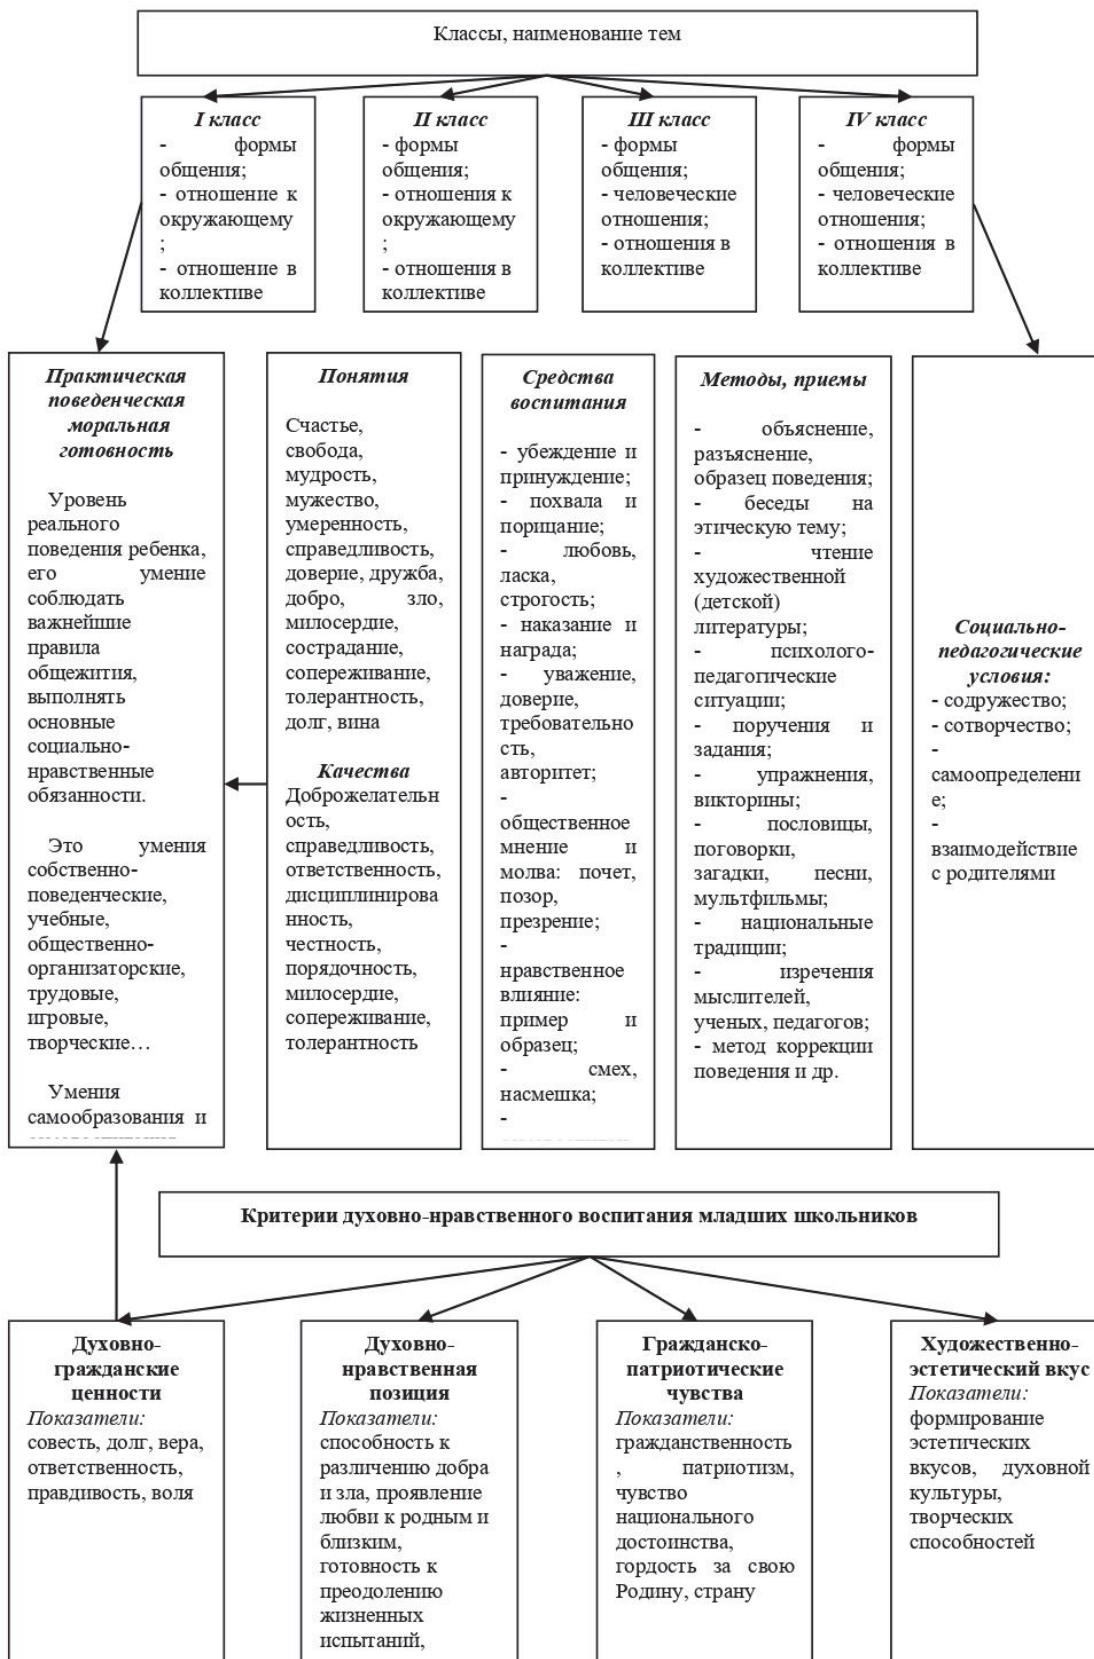 Классы, наименование тем
I класс
- формы
общения;
- отношение к
окружающему
;
- отношение в
коллективе
II класс
- формы
общения;
- отношения к
окружающему
;
- отношения в
коллективе
III класс
- формы
общения;
- человеческие
отношения;
- отношения в
коллективе
IV класс
- формы
общения;
- человеческие
отношения;
- отношения в
коллективе
Практическая
поведенческая
моральная
готовность
Уровень
реального
поведения ребенка,
его умение
соблюдать
важнейшие
правила
общежития,
выполнять
основные
социально-
нравственные
обязанности.
Это умения
собственно-
поведенческие,
учебные,
общественно-
организаторские,
трудовые,
игровые,
творческие…
Умения
самообразования и
Понятия
Счастье,
свобода,
мудрость,
мужество,
умеренность,
справедливость,
доверие, дружба,
добро, зло,
милосердие,
сострадание,
сопереживание,
толерантность,
долг, вина
Качества
Доброжелательн
ость,
справедливость,
ответственность,
дисциплинирова
нность,
честность,
порядочность,
милосердие,
сопереживание,
толерантность
Средства
воспитания
- убеждение и
принуждение;
- похвала и
порицание;
- любовь,
ласка,
строгость;
- наказание и
награда;
- уважение,
доверие,
требовательно
сть,
авторитет;
-
общественное
мнение и
молва: почет,
позор,
презрение;
-
нравственное
влияние:
пример и
образец;
- смех,
насмешка;
-
Методы, приемы
- объяснение,
разъяснение,
образец поведения;
- беседы на
этическую тему;
- чтение
художественной
(детской)
литературы;
- психолого-
педагогические
ситуации;
- поручения и
задания;
- упражнения,
викторины;
- пословицы,
поговорки,
загадки, песни,
мультфильмы;
- национальные
традиции;
- изречения
мыслителей,
ученых, педагогов;
- метод коррекции
поведения и др.
Социально-
педагогические
условия:
- содружество;
- сотворчество;
-
самоопределени
е;
-
взаимодействие
с родителями
Критерии духовно-нравственного воспитания младших школьников
Духовно-
гражданские
ценности
Показатели:
совесть, долг, вера,
ответственность,
правдивость, воля
Духовно-
нравственная
позиция
Показатели:
способность к
различению добра
и зла, проявление
любви к родным и
близким,
готовность к
преодолению
жизненных
испытаний,
Гражданско-
патриотические
чувства
Показатели:
гражданственность
, патриотизм,
чувство
национального
достоинства,
гордость за свою
Родину, страну
Художественно-
эстетический вкус
Показатели:
формирование
эстетических
вкусов, духовной
культуры,
творческих
способностей